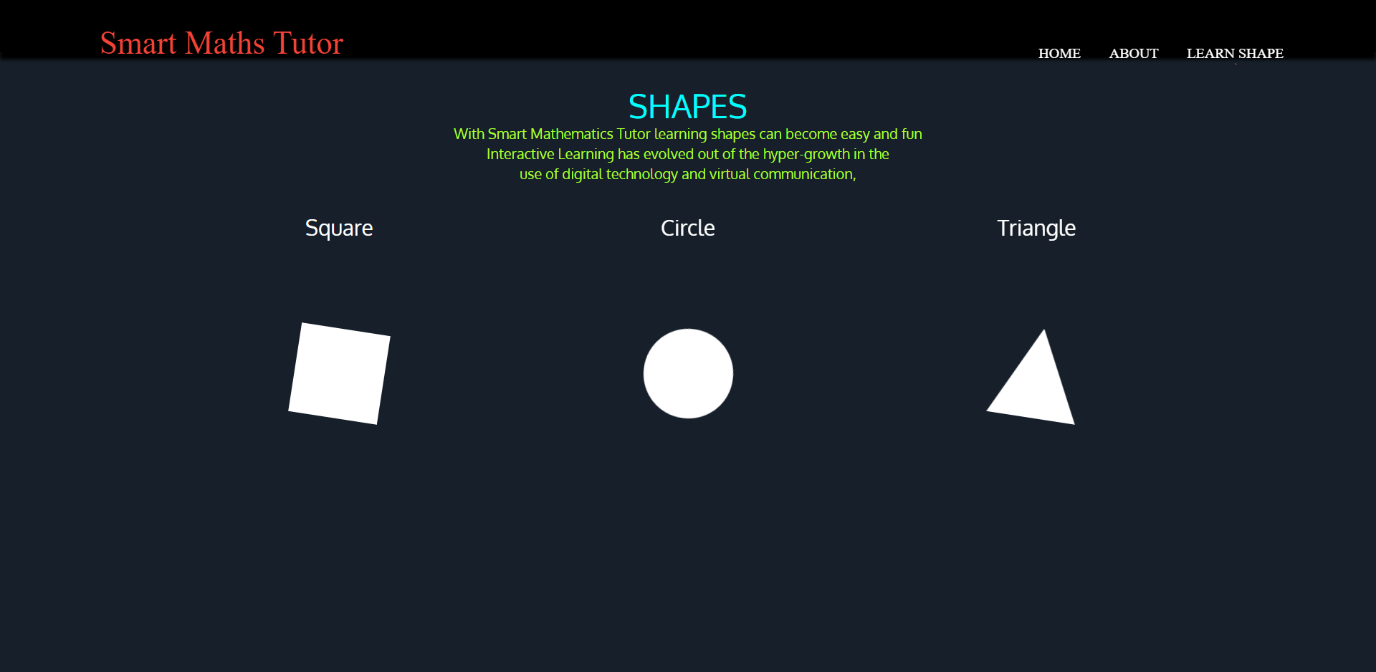 Smart Maths Tutor
HOME ABOUT LEARN SHAPE
SHAPES
With Smart Mathematics Tutor learning shapes can become easy and fun
Interactive Learning has evolved out of the hyper-growth in the
use of digital technology and virtual communication,
Square Circle Triangle